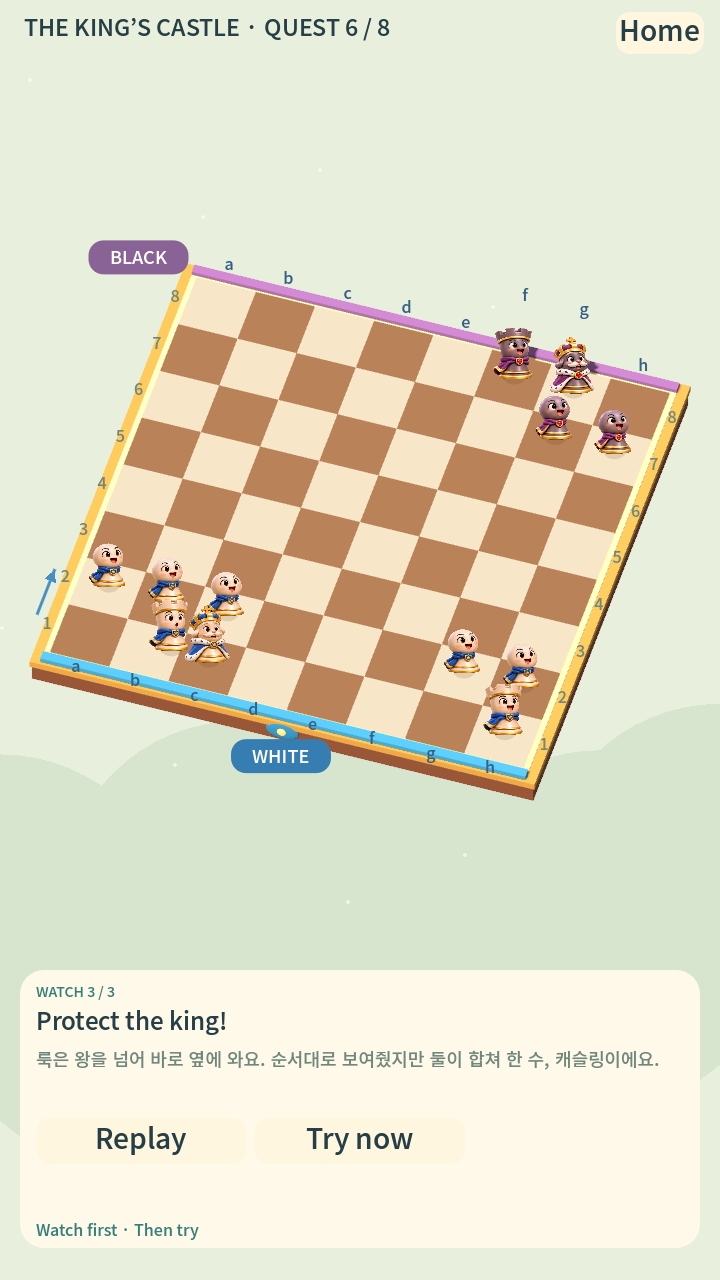 THE KING’S CASTLE · QUEST 6 / 8
Home
BLACK
a b c d e f g h
8 8
7 7
6 6
5 5
4 4
3 3
2 2
1 1
a b c d e f g h
WHITE
WATCH 3 / 3
Protect the king!
룩은 왕을 넘어 바로 옆에 와요. 순서대로 보여줬지만 둘이 합쳐 한 수, 캐슬링이에요.
Replay
Try now
Watch first · Then try